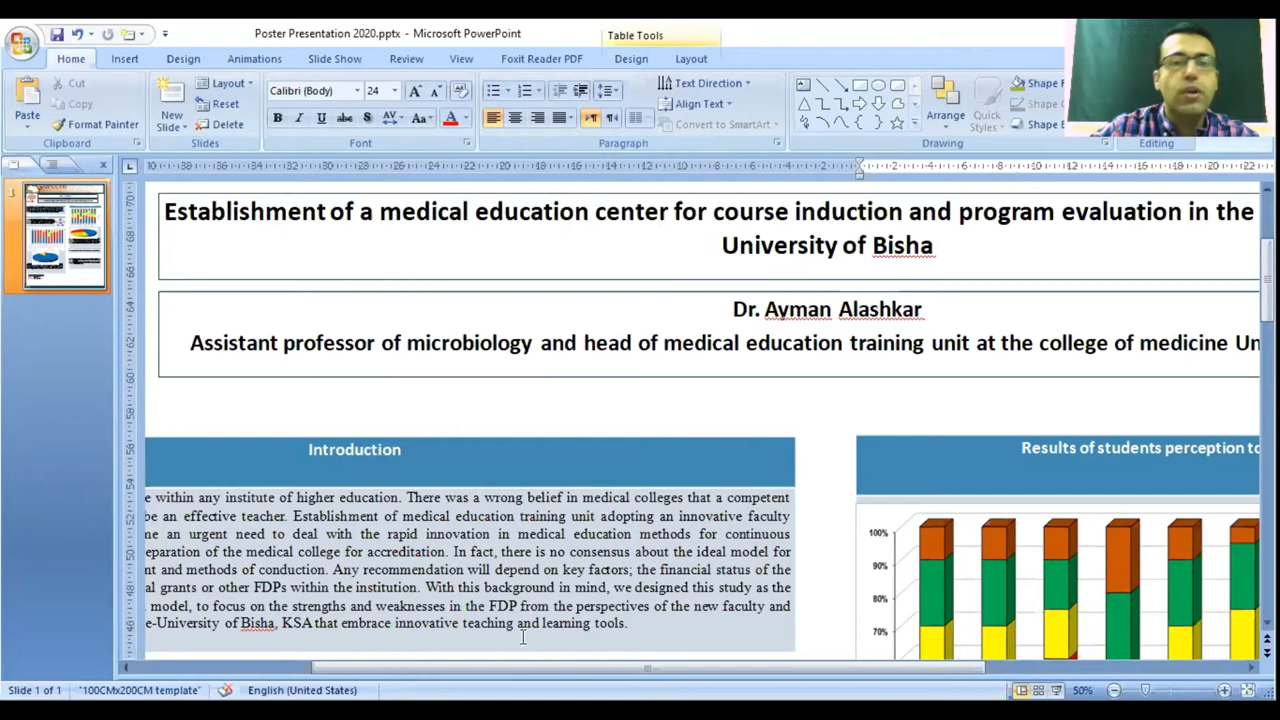 Poster Presentation 2020.pptx - Microsoft PowerPoint
Table Tools
Home
Insert
Design
Animations
Slide Show
Review
View
Foxit Reader PDF
Design
Layout
Paste
Cut
Copy
Format Painter
Clipboard
New Slide
Layout
Reset
Delete
Slides
Calibri (Body)
24
B I U abc S AV Aa A
Font
Text Direction
Align Text
Convert to SmartArt
Paragraph
Arrange
Quick Styles
Shape F
Shape
Shape E
Drawing
Editing
1
Establishment of a medical education center for course induction and program evaluation in the
University of Bisha
Dr. Ayman Alashkar
Assistant professor of microbiology and head of medical education training unit at the college of medicine Un
Introduction
e within any institute of higher education. There was a wrong belief in medical colleges that a competent
be an effective teacher. Establishment of medical education training unit adopting an innovative faculty
me an urgent need to deal with the rapid innovation in medical education methods for continuous
eparation of the medical college for accreditation. In fact, there is no consensus about the ideal model for
nt and methods of conduction. Any recommendation will depend on key factors; the financial status of the
al grants or other FDPs within the institution. With this background in mind, we designed this study as the
model, to focus on the strengths and weaknesses in the FDP from the perspectives of the new faculty and
e-University of Bisha, KSA that embrace innovative teaching and learning tools.
Results of students perception to
100%
90%
80%
70%
Slide 1 of 1
"100CMx200CM template"
English (United States)
50%